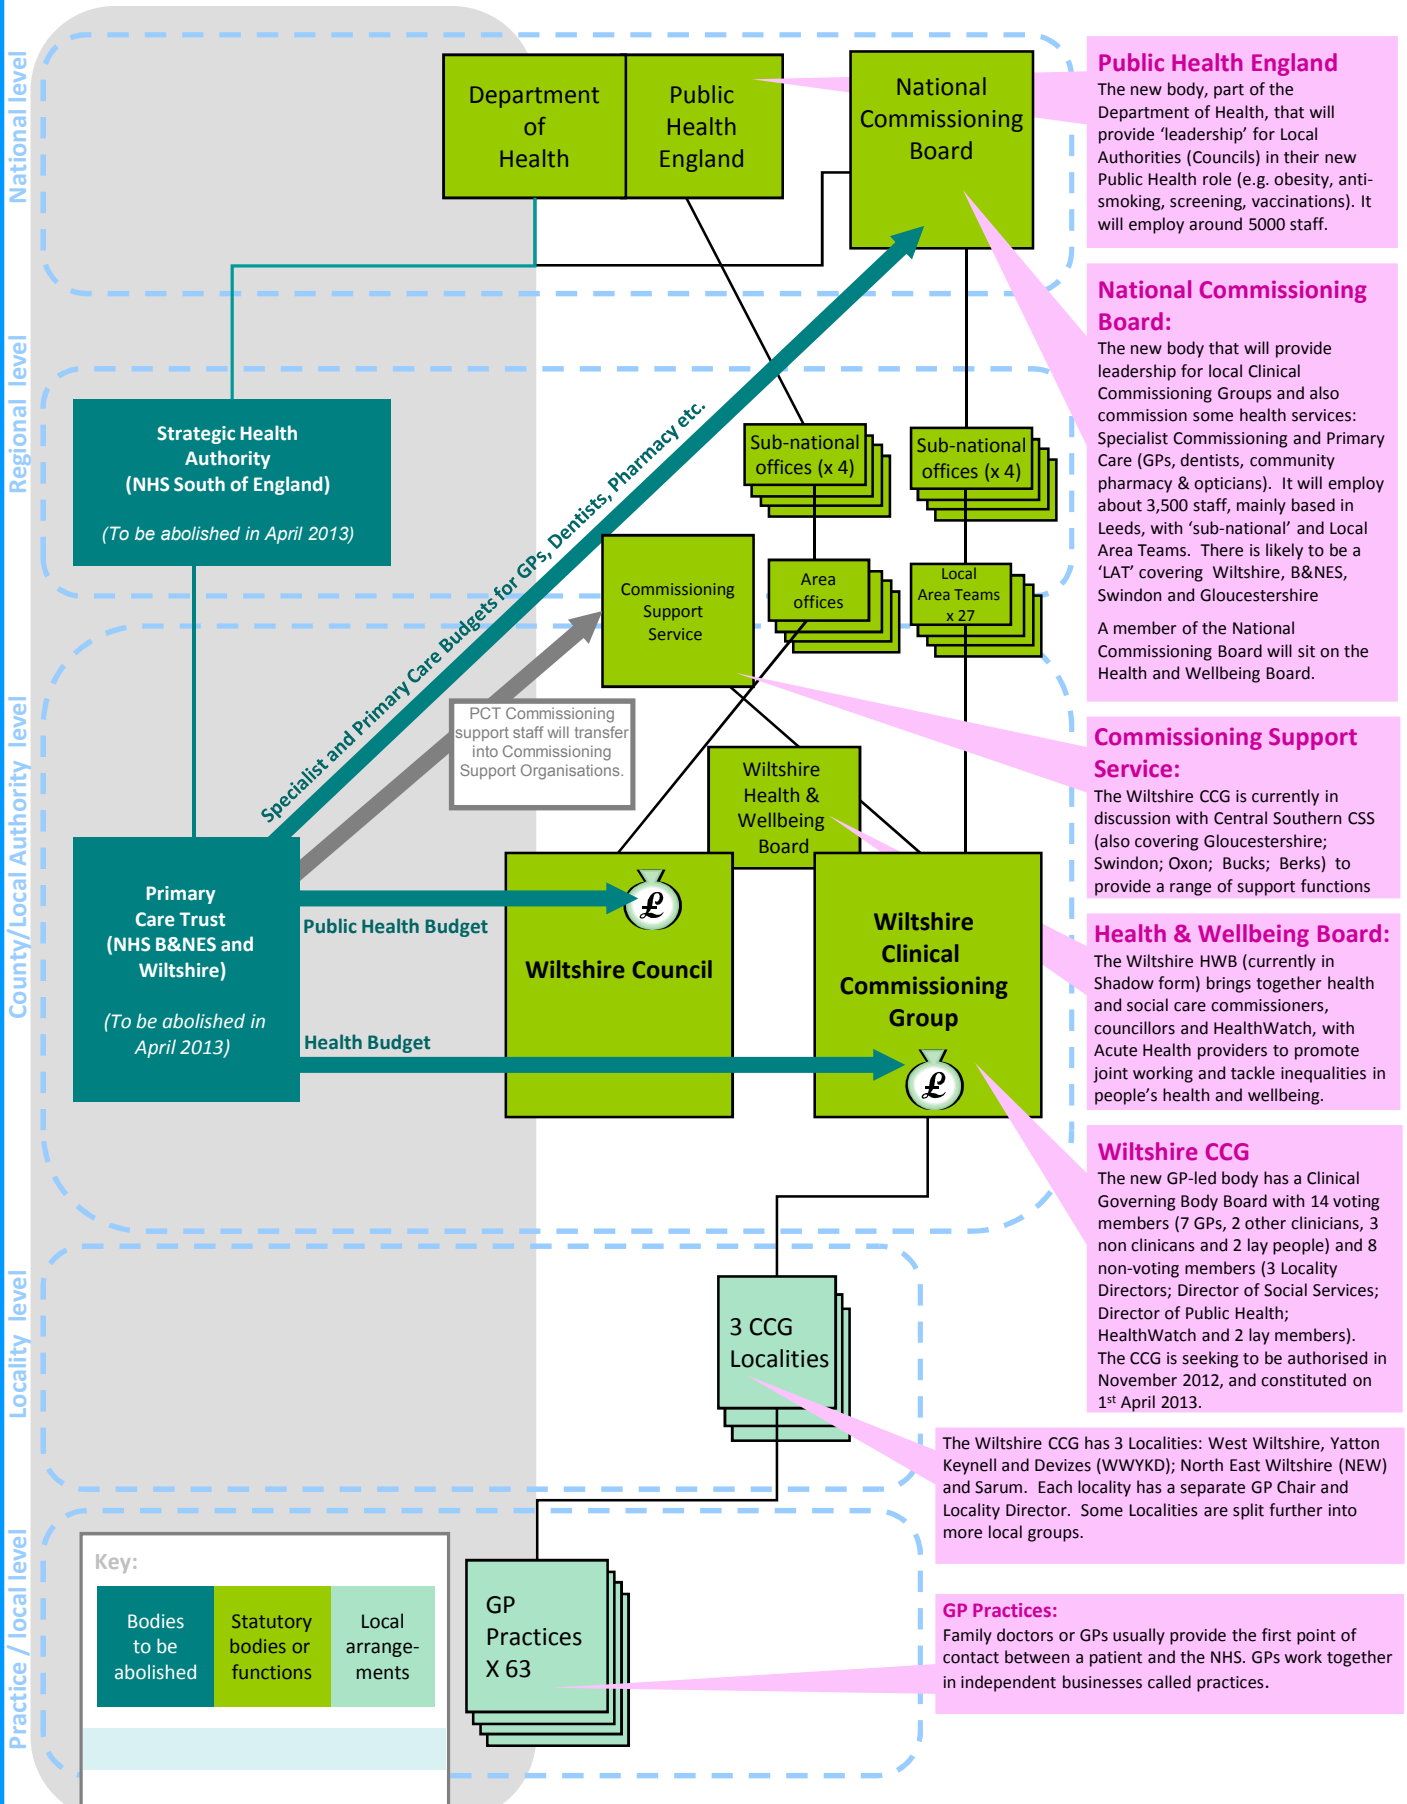 National level
Regional level
County/Local Authority level
Locality level
Practice / local level
Department
of
Health
Public
Health
England
National
Commissioning
Board
Strategic Health
Authority
(NHS South of England)
(To be abolished in April 2013)
Sub-national
offices (x 4)
Sub-national
offices (x 4)
Specialist and Primary Care Budgets for GPs, Dentists, Pharmacy etc.
Commissioning
Support
Service
Area
offices
Local
Area Teams
x 27
PCT Commissioning
support staff will transfer
into Commissioning
Support Organisations.
Wiltshire
Health &
Wellbeing
Board
Primary
Care Trust
(NHS B&NES and
Wiltshire)
(To be abolished in
April 2013)
Public Health Budget
£
Wiltshire Council
Wiltshire
Clinical
Commissioning
Group
Health Budget
£
3 CCG
Localities
GP
Practices
X 63
Key:
Bodies
to be
abolished
Statutory
bodies or
functions
Local
arrange-
ments
Public Health England
The new body, part of the
Department of Health, that will
provide ‘leadership’ for Local
Authorities (Councils) in their new
Public Health role (e.g. obesity, anti-
smoking, screening, vaccinations). It
will employ around 5000 staff.
National Commissioning
Board:
The new body that will provide
leadership for local Clinical
Commissioning Groups and also
commission some health services:
Specialist Commissioning and Primary
Care (GPs, dentists, community
pharmacy & opticians). It will employ
about 3,500 staff, mainly based in
Leeds, with ‘sub-national’ and Local
Area Teams. There is likely to be a
‘LAT’ covering Wiltshire, B&NES,
Swindon and Gloucestershire
A member of the National
Commissioning Board will sit on the
Health and Wellbeing Board.
Commissioning Support
Service:
The Wiltshire CCG is currently in
discussion with Central Southern CSS
(also covering Gloucestershire;
Swindon; Oxon; Bucks; Berks) to
provide a range of support functions
Health & Wellbeing Board:
The Wiltshire HWB (currently in
Shadow form) brings together health
and social care commissioners,
councillors and HealthWatch, with
Acute Health providers to promote
joint working and tackle inequalities in
people’s health and wellbeing.
Wiltshire CCG
The new GP-led body has a Clinical
Governing Body Board with 14 voting
members (7 GPs, 2 other clinicians, 3
non clinicans and 2 lay people) and 8
non-voting members (3 Locality
Directors; Director of Social Services;
Director of Public Health;
HealthWatch and 2 lay members).
The CCG is seeking to be authorised in
November 2012, and constituted on
1st April 2013.
The Wiltshire CCG has 3 Localities: West Wiltshire, Yatton
Keynell and Devizes (WWYKD); North East Wiltshire (NEW)
and Sarum. Each locality has a separate GP Chair and
Locality Director. Some Localities are split further into
more local groups.
GP Practices:
Family doctors or GPs usually provide the first point of
contact between a patient and the NHS. GPs work together
in independent businesses called practices.